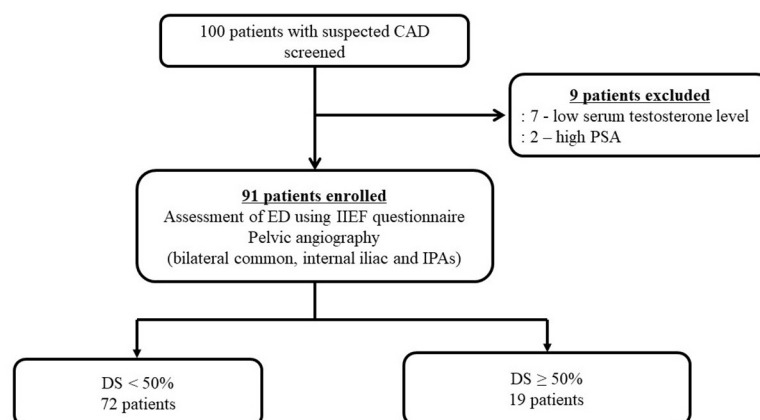 100 patients with suspected CAD
screened
9 patients excluded
: 7 - low serum testosterone level
: 2 – high PSA
91 patients enrolled
Assessment of ED using IIEF questionnaire
Pelvic angiography
(bilateral common, internal iliac and IPAs)
DS < 50%
72 patients
DS ≥ 50%
19 patients